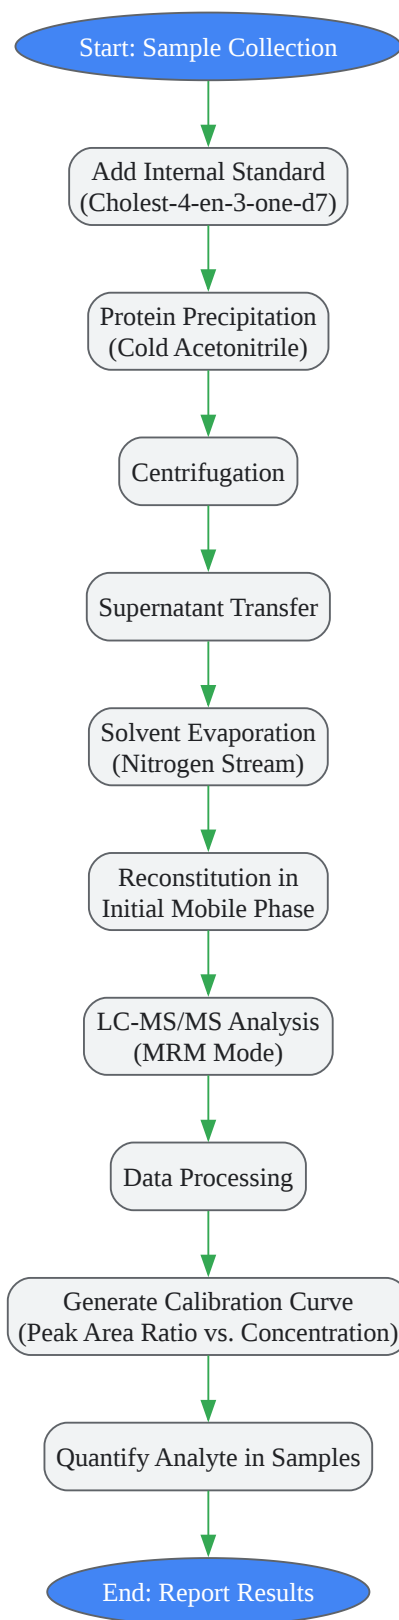 Start: Sample Collection
Add Internal Standard
(Cholest-4-en-3-one-d7)
Protein Precipitation
(Cold Acetonitrile)
Centrifugation
Supernatant Transfer
Solvent Evaporation
(Nitrogen Stream)
Reconstitution in
Initial Mobile Phase
LC-MS/MS Analysis
(MRM Mode)
Data Processing
Generate Calibration Curve
(Peak Area Ratio vs. Concentration)
Quantify Analyte in Samples
End: Report Results